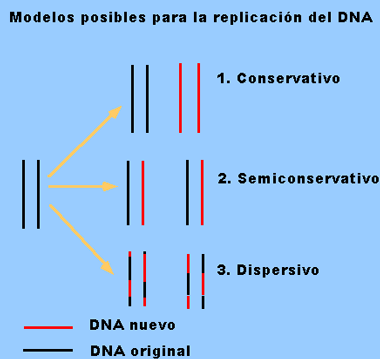 Modelos posibles para la replicación del DNA
1. Conservativo
2. Semiconservativo
3. Dispersivo
DNA nuevo
DNA original